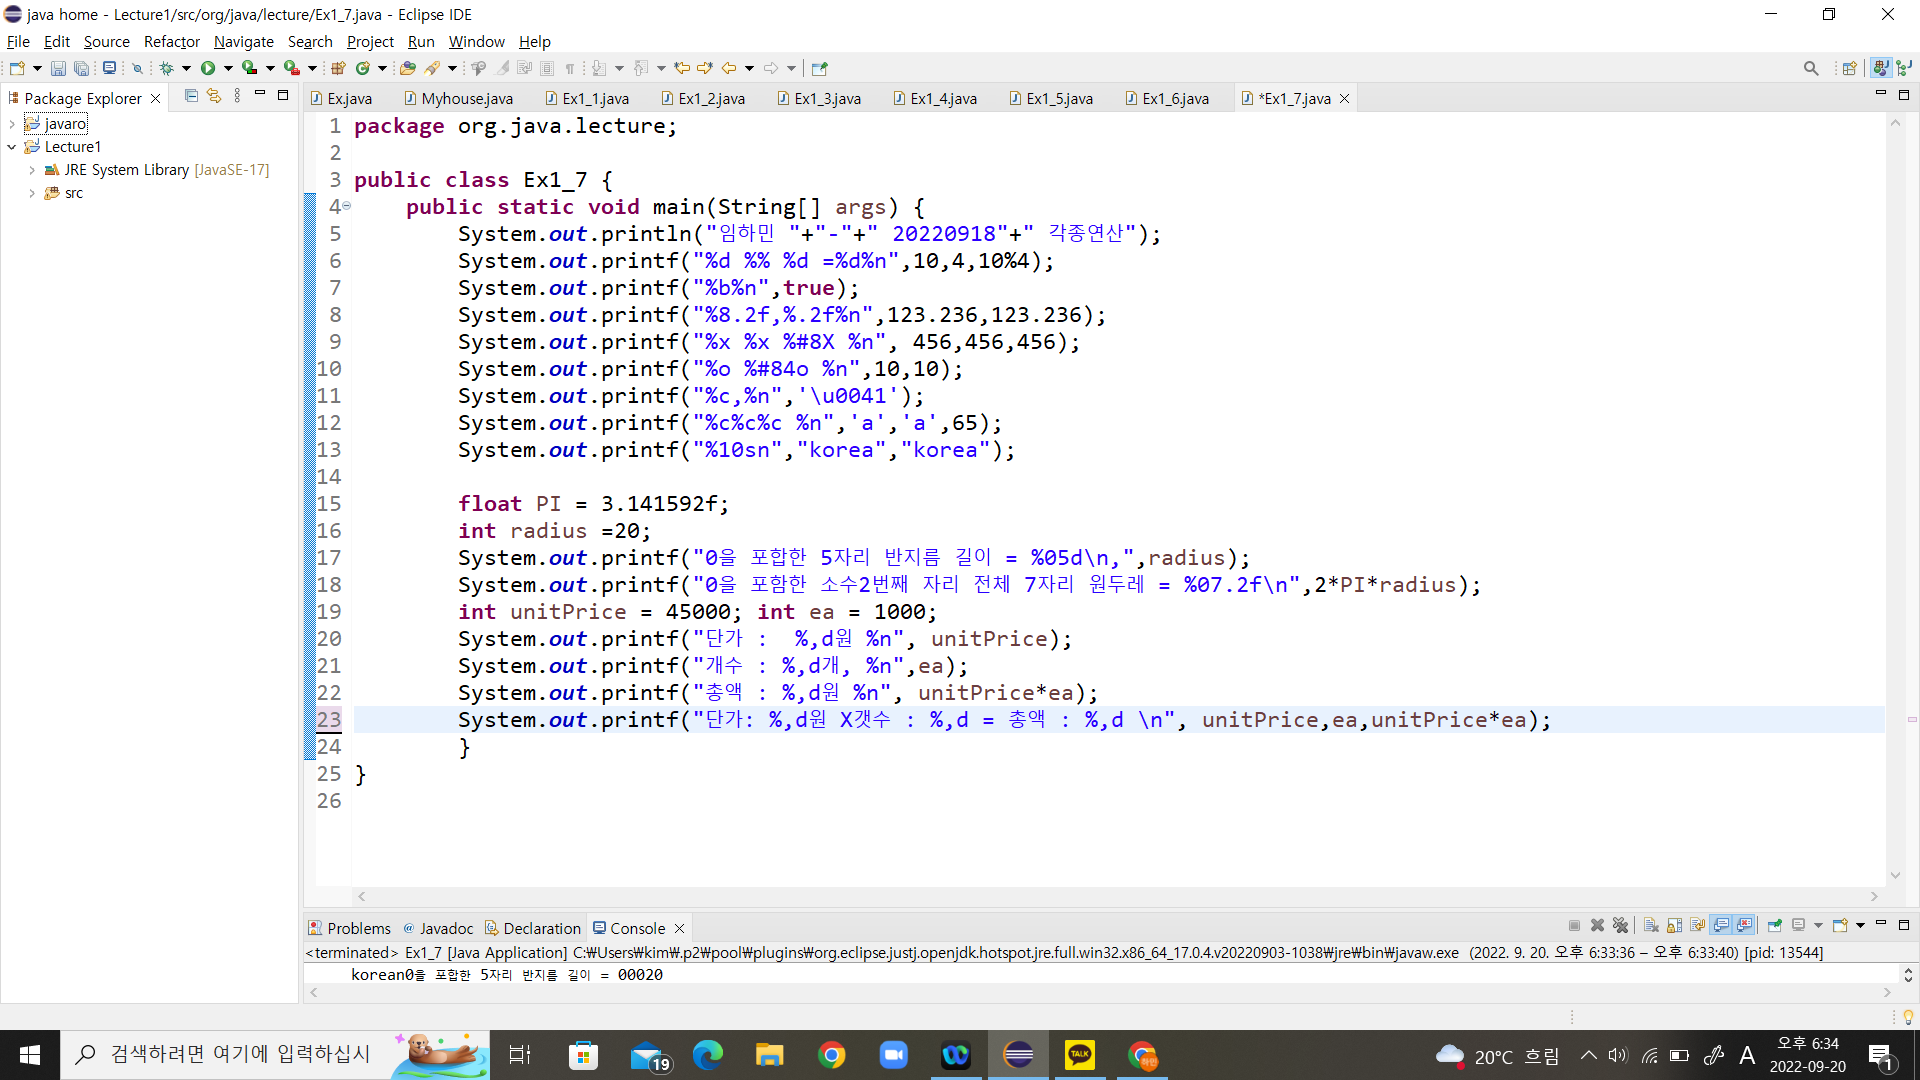 java home - Lecture1/src/org/java/lecture/Ex1_7.java - Eclipse IDE
File Edit Source Refactor Navigate Search Project Run Window Help
Package Explorer
Ex.java Myhouse.java Ex1_1.java Ex1_2.java Ex1_3.java Ex1_4.java Ex1_5.java Ex1_6.java *Ex1_7.java
javaro
Lecture1
JRE System Library [JavaSE-17]
src
1 package org.java.lecture;
2
3 public class Ex1_7 {
4 public static void main(String[] args) {
5 System.out.println("임하민 "+"-"+" 20220918"+" 각종연산");
6 System.out.printf("%d %% %d =%d%n",10,4,10%4);
7 System.out.printf("%b%n",true);
8 System.out.printf("%8.2f,%.2f%n",123.236,123.236);
9 System.out.printf("%x %x %#8X %n", 456,456,456);
10 System.out.printf("%o %#84o %n",10,10);
11 System.out.printf("%c,%n",'\u0041');
12 System.out.printf("%c%c%c %n",'a','a',65);
13 System.out.printf("%10sn","korea","korea");
14
15 float PI = 3.141592f;
16 int radius =20;
17 System.out.printf("0을 포합한 5자리 반지름 길이 = %05d\n,",radius);
18 System.out.printf("0을 포함한 소수2번째 자리 전체 7자리 원두레 = %07.2f\n",2*PI*radius);
19 int unitPrice = 45000; int ea = 1000;
20 System.out.printf("단가 :  %,d원 %n", unitPrice);
21 System.out.printf("개수 : %,d개, %n",ea);
22 System.out.printf("총액 : %,d원 %n", unitPrice*ea);
23 System.out.printf("단가: %,d원 X갯수 : %,d = 총액 : %,d \n", unitPrice,ea,unitPrice*ea);
24 }
25 }
26
Problems @ Javadoc Declaration Console
<terminated> Ex1_7 [Java Application] C:₩Users₩kim₩.p2₩pool₩plugins₩org.eclipse.justj.openjdk.hotspot.jre.full.win32.x86_64_17.0.4.v20220903-1038₩jre₩bin₩javaw.exe (2022. 9. 20. 오후 6:33:36 – 오후 6:33:40) [pid: 13544]
korean0을 포합한 5자리 반지름 길이 = 00020
검색하려면 여기에 입력하십시
19
TALK
하민
20°C 흐림
A
오후 6:34
2022-09-20
1